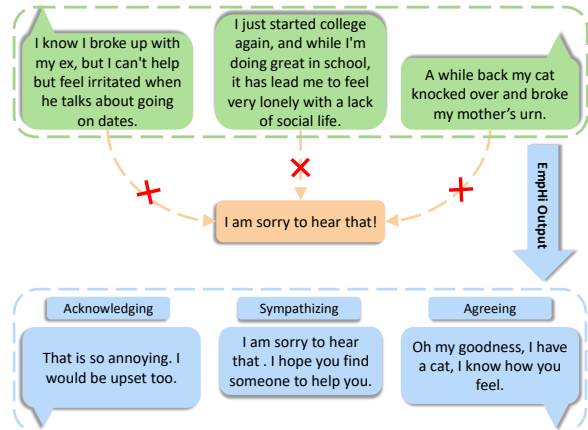 I know I broke up with
my ex, but I can't help
but feel irritated when
he talks about going
on dates.
I just started college
again, and while I'm
doing great in school,
it has lead me to feel
very lonely with a lack
of social life.
A while back my cat
knocked over and broke
my mother's urn.
I am sorry to hear that!
EmpHi Output
Acknowledging
Sympathizing
Agreeing
That is so annoying. I
would be upset too.
I am sorry to hear
that . I hope you find
someone to help you.
Oh my goodness, I have
a cat, I know how you
feel.